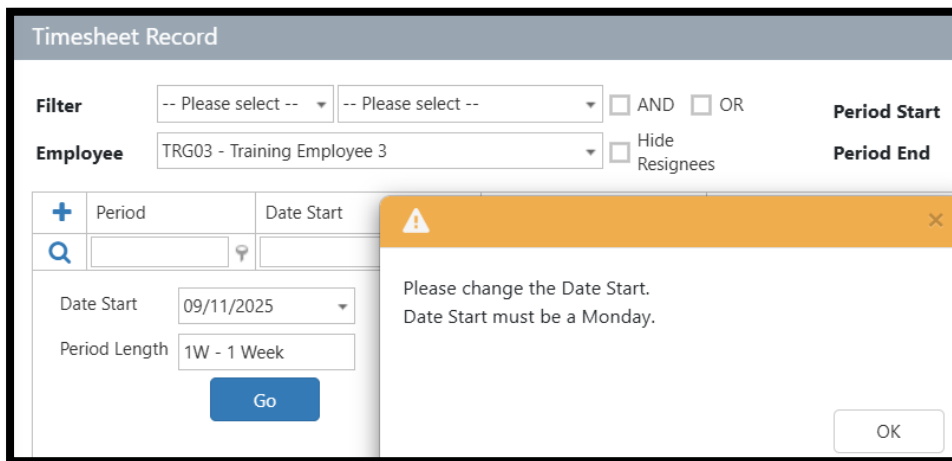 Timesheet Record
Filter -- Please select -- -- Please select -- AND OR Period Start
Employee TRG03 - Training Employee 3 Hide Resignees Period End
Period Date Start
Date Start 09/11/2025
Period Length 1W - 1 Week
Go
Please change the Date Start.
Date Start must be a Monday.
OK